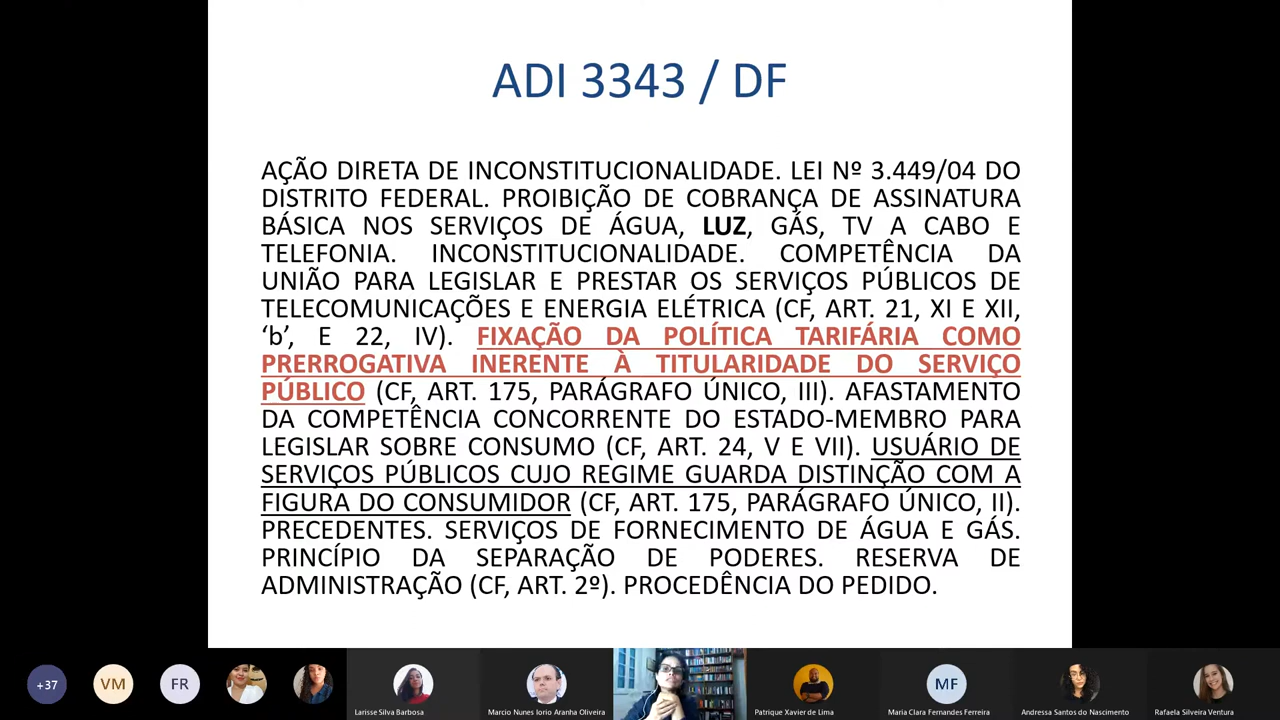 ADI 3343 / DF
AÇÃO DIRETA DE INCONSTITUCIONALIDADE. LEI Nº 3.449/04 DO
DISTRITO FEDERAL. PROIBIÇÃO DE COBRANÇA DE ASSINATURA
BÁSICA NOS SERVIÇOS DE ÁGUA, LUZ, GÁS, TV A CABO E
TELEFONIA. INCONSTITUCIONALIDADE. COMPETÊNCIA DA
UNIÃO PARA LEGISLAR E PRESTAR OS SERVIÇOS PÚBLICOS DE
TELECOMUNICAÇÕES E ENERGIA ELÉTRICA (CF, ART. 21, XI E XII,
‘b’, E 22, IV). FIXAÇÃO DA POLÍTICA TARIFÁRIA COMO
PRERROGATIVA INERENTE À TITULARIDADE DO SERVIÇO
PÚBLICO (CF, ART. 175, PARÁGRAFO ÚNICO, III). AFASTAMENTO
DA COMPETÊNCIA CONCORRENTE DO ESTADO-MEMBRO PARA
LEGISLAR SOBRE CONSUMO (CF, ART. 24, V E VII). USUÁRIO DE
SERVIÇOS PÚBLICOS CUJO REGIME GUARDA DISTINÇÃO COM A
FIGURA DO CONSUMIDOR (CF, ART. 175, PARÁGRAFO ÚNICO, II).
PRECEDENTES. SERVIÇOS DE FORNECIMENTO DE ÁGUA E GÁS.
PRINCÍPIO DA SEPARAÇÃO DE PODERES. RESERVA DE
ADMINISTRAÇÃO (CF, ART. 2º). PROCEDÊNCIA DO PEDIDO.
+37 VM FR MF
Larisse Silva Barbosa Marcio Nunes Iorio Aranha Oliveira Patrique Xavier de Lima Maria Clara Fernandes Ferreira Andressa Santos do Nascimento Rafaela Silveira Ventura